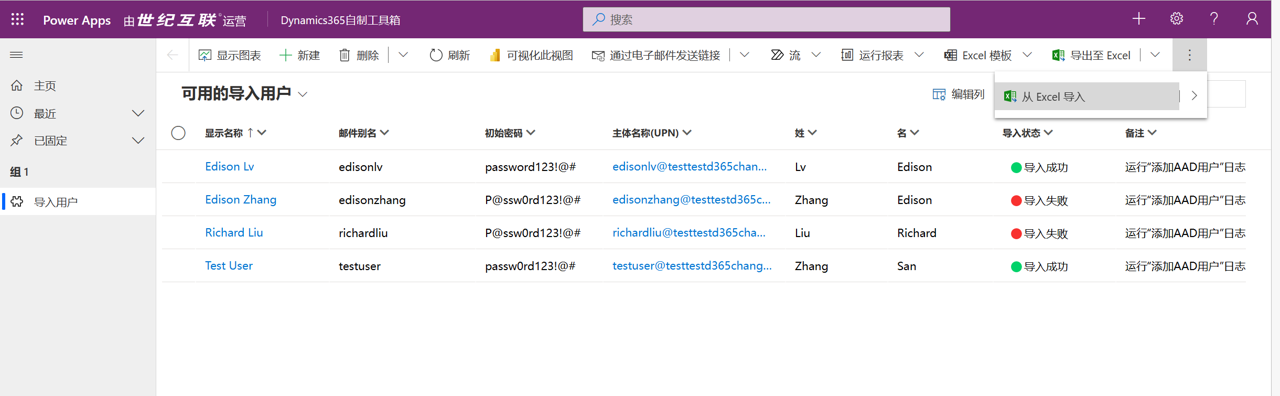 Power Apps 由世纪互联®运营 Dynamics365自制工具箱 搜索
显示图表 新建 删除 刷新 可视化此视图 通过电子邮件发送链接 流 运行报表 Excel 模板 导出至 Excel
主页
最近
已固定
组 1
导入用户
可用的导入用户 编辑列
从 Excel 导入
显示名称 ↑ 邮件别名 初始密码 主体名称(UPN) 姓 名 导入状态 备注
Edison Lv edisonlv password123!@# edisonlv@testtestd365chan... Lv Edison 导入成功 运行"添加AAD用户"日志
Edison Zhang edisonzhang P@ssw0rd123!@# edisonzhang@testtestd365c... Zhang Edison 导入失败 运行"添加AAD用户"日志
Richard Liu richardliu P@ssw0rd123!@# richardliu@testtestd365cha... Liu Richard 导入失败 运行"添加AAD用户"日志
Test User testuser passw0rd123!@# testuser@testtestd365chang... Zhang San 导入成功 运行"添加AAD用户"日志